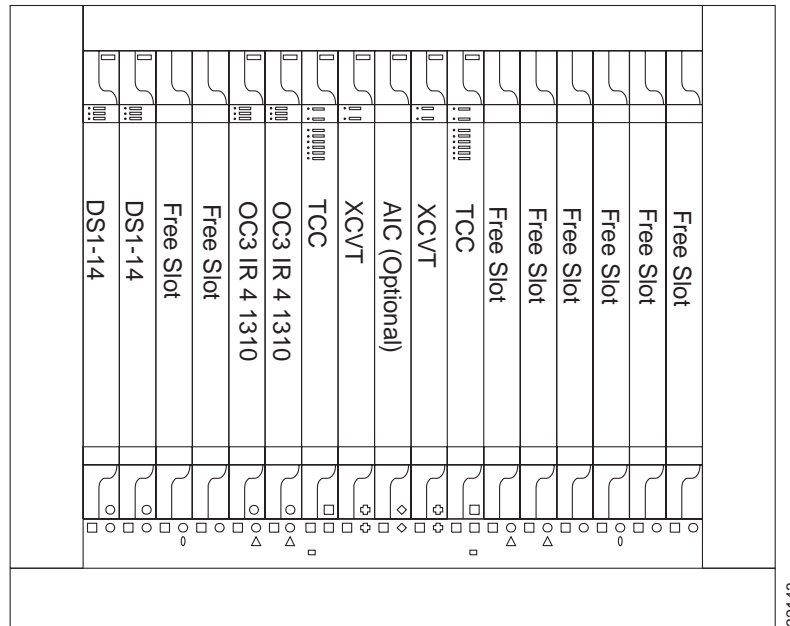 DS1-14
DS1-14
Free Slot
Free Slot
OC3 IR 4 1310
OC3 IR 4 1310
TCC
XCVT
AIC (Optional)
XCVT
TCC
Free Slot
Free Slot
Free Slot
Free Slot
Free Slot
Free Slot